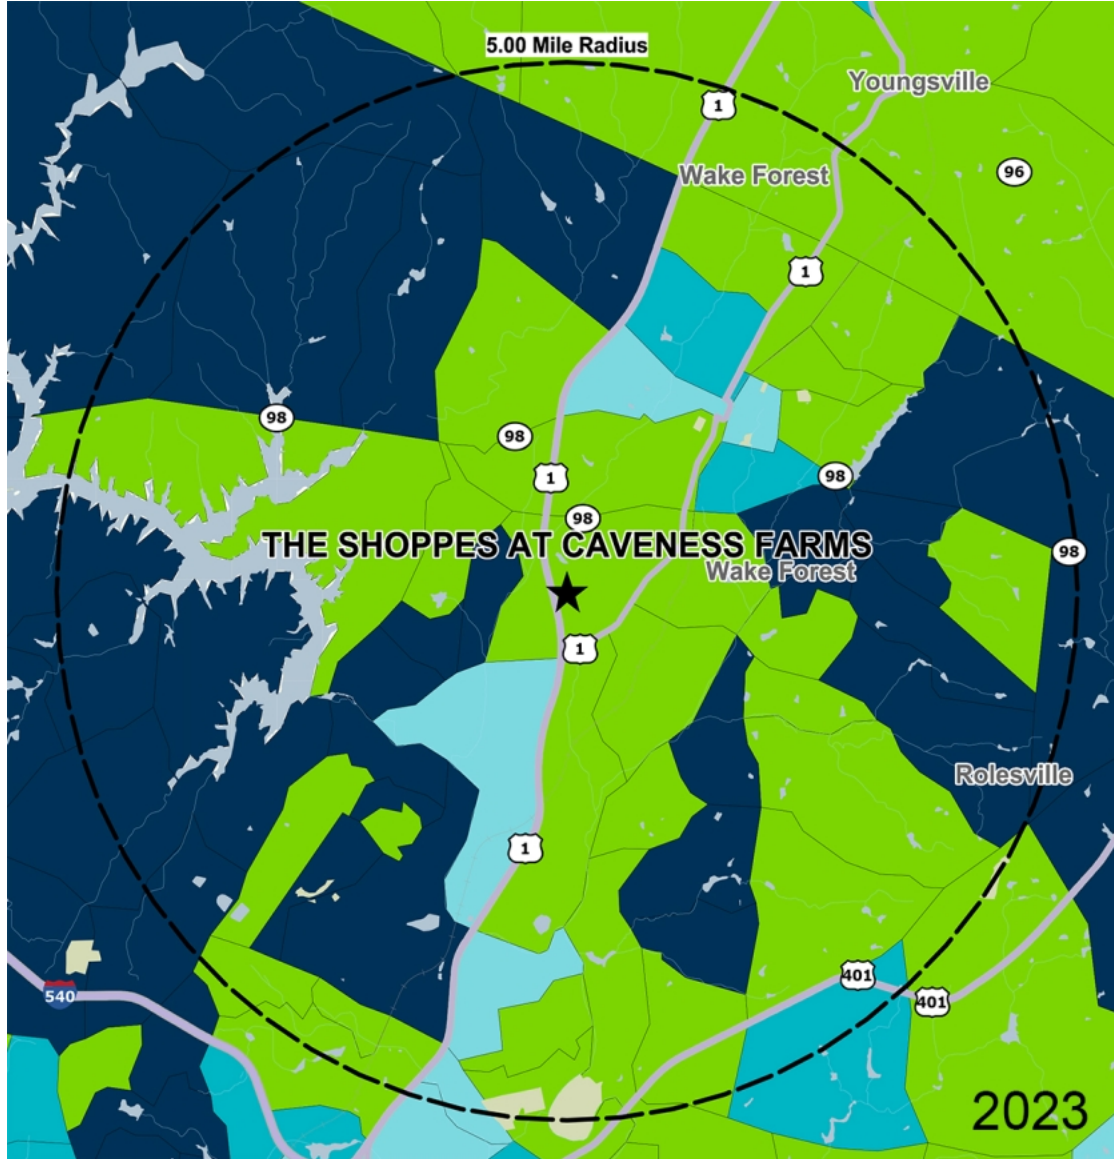 5.00 Mile Radius
Youngsville
1
Wake Forest
96
1
98
98
1
98
98
98
THE SHOPPES AT CAVENESS FARMS
Wake Forest
1
Rolesville
1
401
540
401
2023